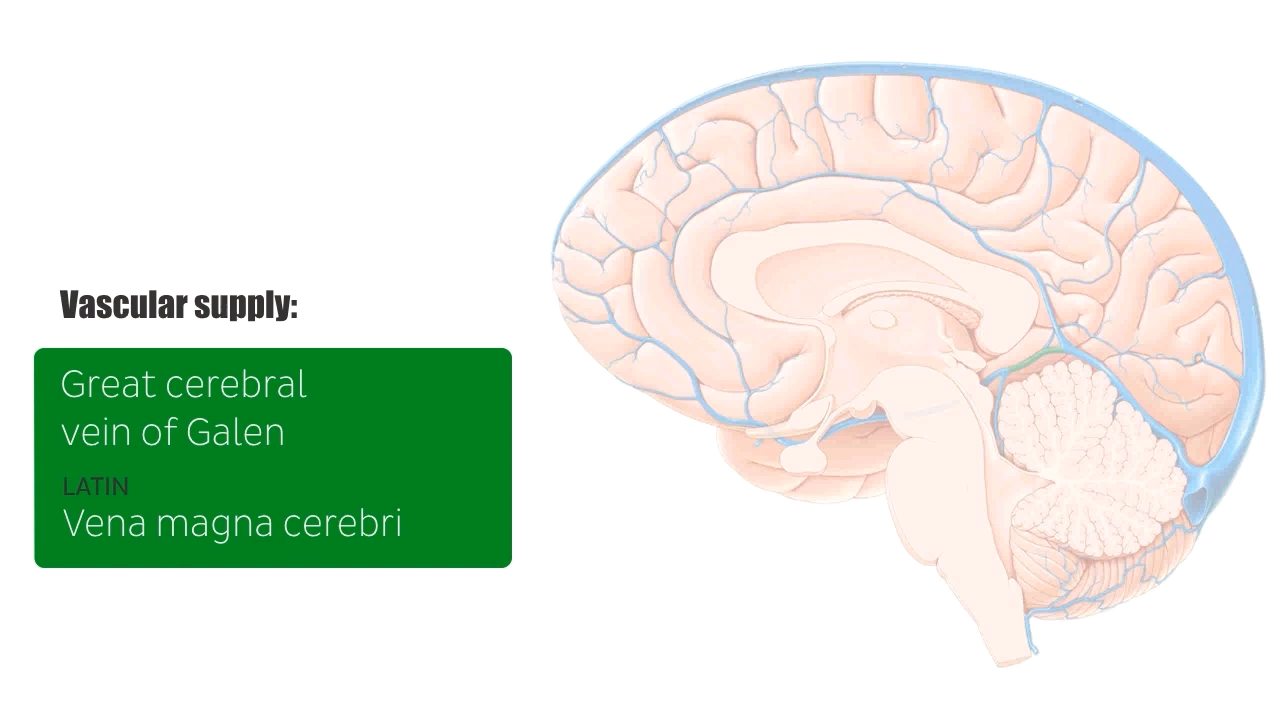 Vascular supply:
Great cerebral
vein of Galen
LATIN
Vena magna cerebri